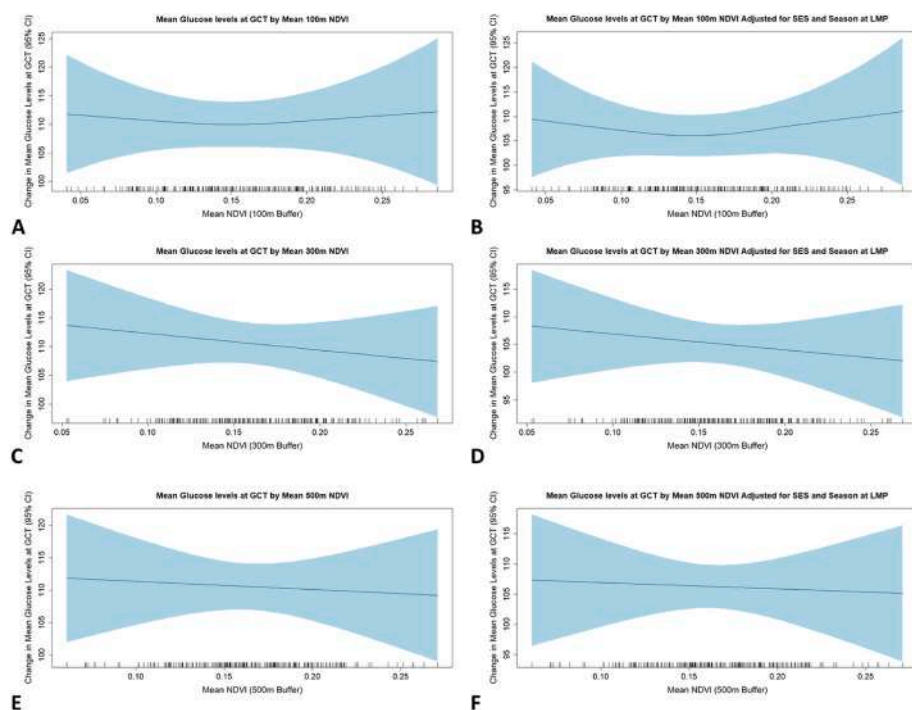 Mean Glucose levels at GCT by Mean 100m NDVI
Change in Mean Glucose Levels at GCT (95% CI)
125
120
115
110
105
100
0.05
0.10
0.15
0.20
0.25
Mean NDVI (100m Buffer)
A
Mean Glucose levels at GCT by Mean 100m NDVI Adjusted for SES and Season at LMP
Change in Mean Glucose Levels at GCT (95% CI)
125
120
115
110
105
100
95
0.05
0.10
0.15
0.20
0.25
Mean NDVI (100m Buffer)
B
Mean Glucose levels at GCT by Mean 300m NDVI
Change in Mean Glucose Levels at GCT (95% CI)
120
110
100
0.05
0.10
0.15
0.20
0.25
Mean NDVI (300m Buffer)
C
Mean Glucose levels at GCT by Mean 300m NDVI Adjusted for SES and Season at LMP
Change in Mean Glucose Levels at GCT (95% CI)
115
110
105
100
95
0.05
0.10
0.15
0.20
0.25
Mean NDVI (300m Buffer)
D
Mean Glucose levels at GCT by Mean 500m NDVI
Change in Mean Glucose Levels at GCT (95% CI)
120
115
110
105
100
0.10
0.15
0.20
0.25
Mean NDVI (500m Buffer)
E
Mean Glucose levels at GCT by Mean 500m NDVI Adjusted for SES and Season at LMP
Change in Mean Glucose Levels at GCT (95% CI)
115
105
95
0.10
0.15
0.20
0.25
Mean NDVI (500m Buffer)
F